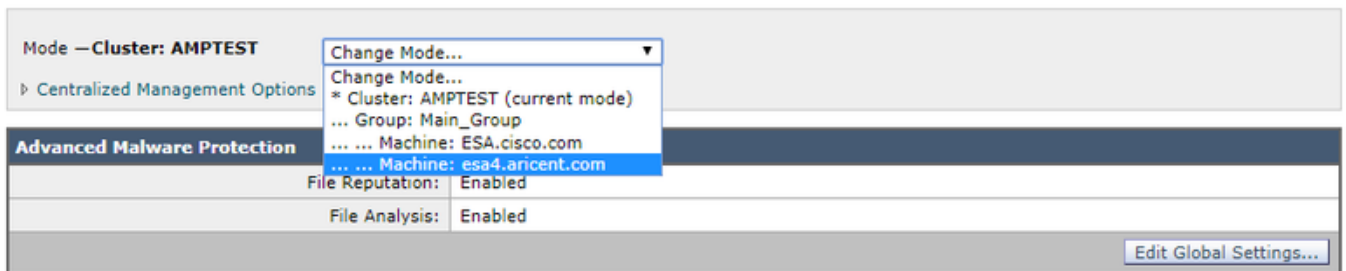 Mode —Cluster: AMPTEST
Change Mode...
▷ Centralized Management Options
Change Mode...
* Cluster: AMPTEST (current mode)
... Group: Main_Group
... ... Machine: ESA.cisco.com
... ... Machine: esa4.aricent.com
Advanced Malware Protection
File Reputation: Enabled
File Analysis: Enabled
Edit Global Settings...